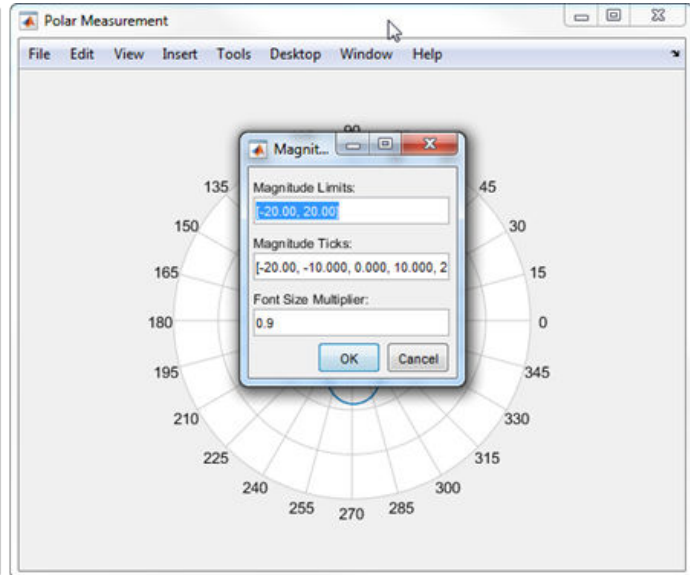 Polar Measurement
File Edit View Insert Tools Desktop Window Help
Magnit...
135
45
Magnitude Limits:
[-20.00, 20.00]
150
30
Magnitude Ticks:
[-20.00, -10.000, 0.000, 10.000, 2
165
15
Font Size Multiplier:
180
0
0.9
OK Cancel
195
345
210
330
225
315
240
300
255
285
270